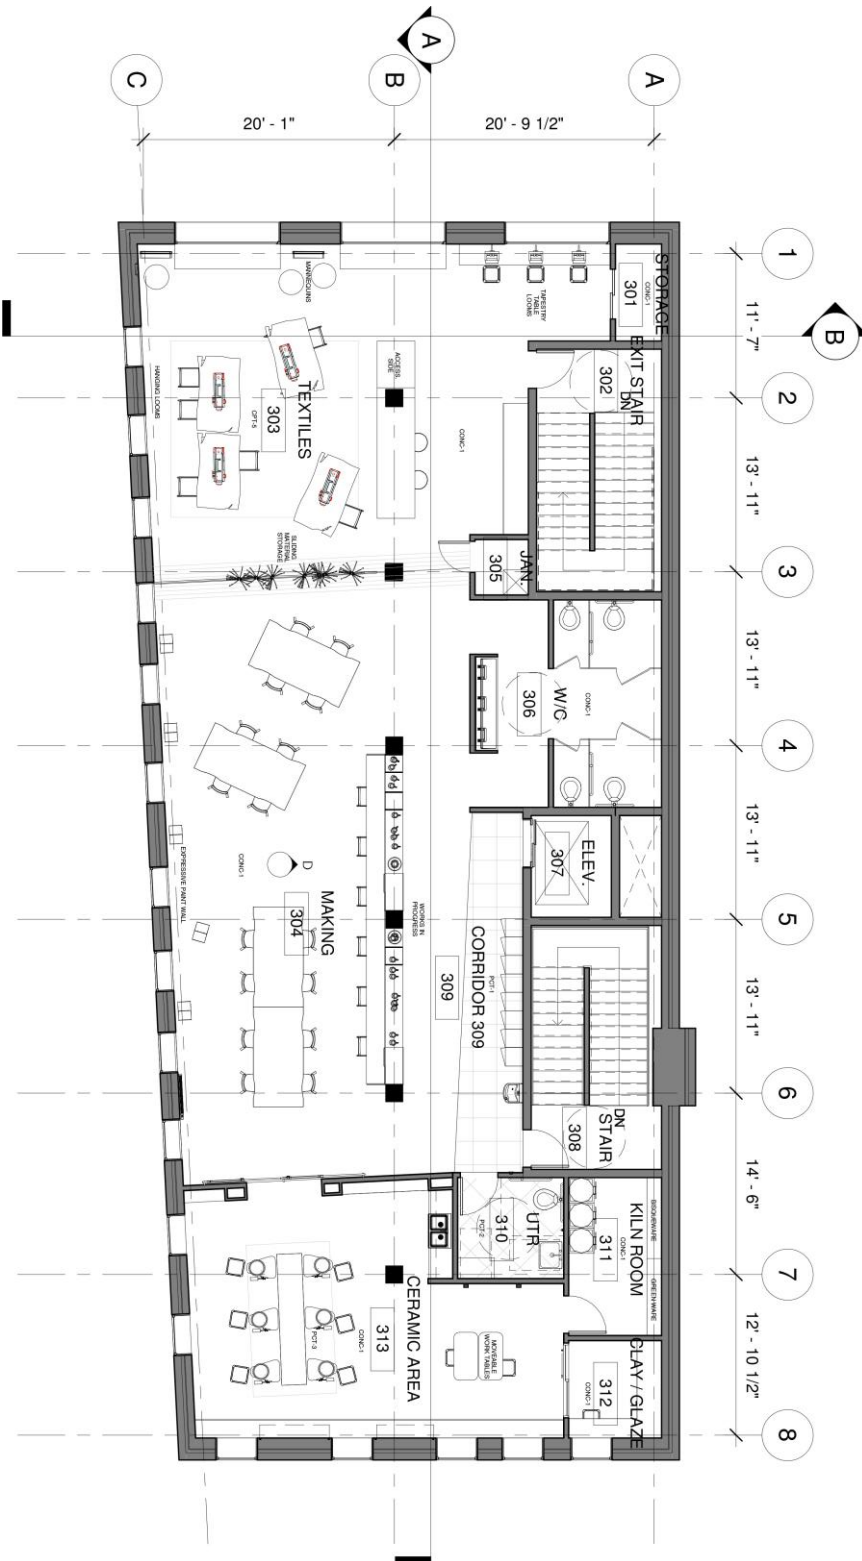 A
C
B
A
20' - 1"
20' - 9 1/2"
1
11' - 7"
B
2
13' - 11"
3
13' - 11"
4
13' - 11"
5
13' - 11"
6
14' - 6"
7
12' - 10 1/2"
8
STORAGE
301
CONC-1
TAPESTRY
TABLE
LOOMS
MANNEQUINS
EXIT STAIR
302
DN
ACCESS.
SIDE
TEXTILES
303
CPT-5
HANGING LOOMS
CONC-1
SLIDING
MATERIAL
STORAGE
JAN.
305
W/C
306
CONC-1
ELEV.
307
MAKING
304
CONC-1
D
EXPRESSIVE PAINT WALL
WORKS IN
PROGRESS
CORRIDOR 309
309
PCT-1
DN
STAIR
308
UTR
310
PCT-2
KILN ROOM
311
CONC-1
BISQUEWARE
GREENWARE
CERAMIC AREA
313
CONC-1
PCT-3
MOVEABLE
WORK TABLES
CLAY / GLAZE
312
CONC-1